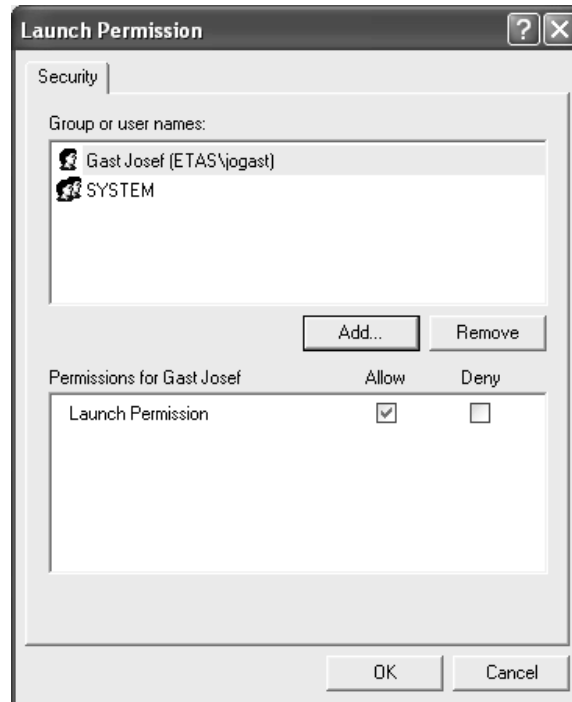 Launch Permission
Security
Group or user names:
Gast Josef (ETAS\jogast)
SYSTEM
Add... Remove
Permissions for Gast Josef Allow Deny
Launch Permission
OK Cancel